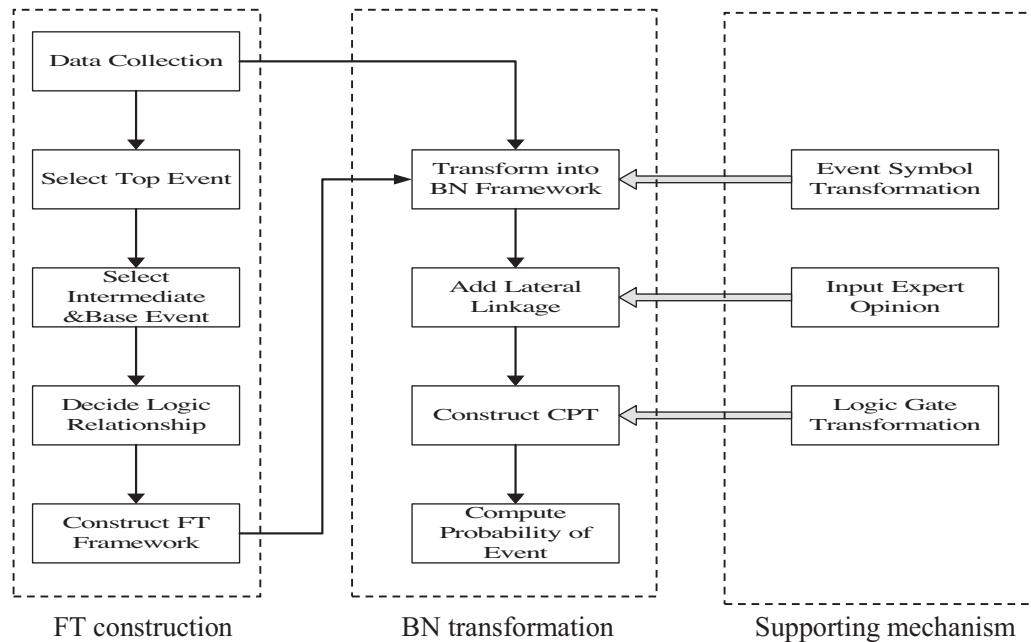 Data Collection
Select Top Event
Select
Intermediate
&Base Event
Decide Logic
Relationship
Construct FT
Framework
FT construction
Transform into
BN Framework
Add Lateral
Linkage
Construct CPT
Compute
Probability of
Event
BN transformation
Event Symbol
Transformation
Input Expert
Opinion
Logic Gate
Transformation
Supporting mechanism